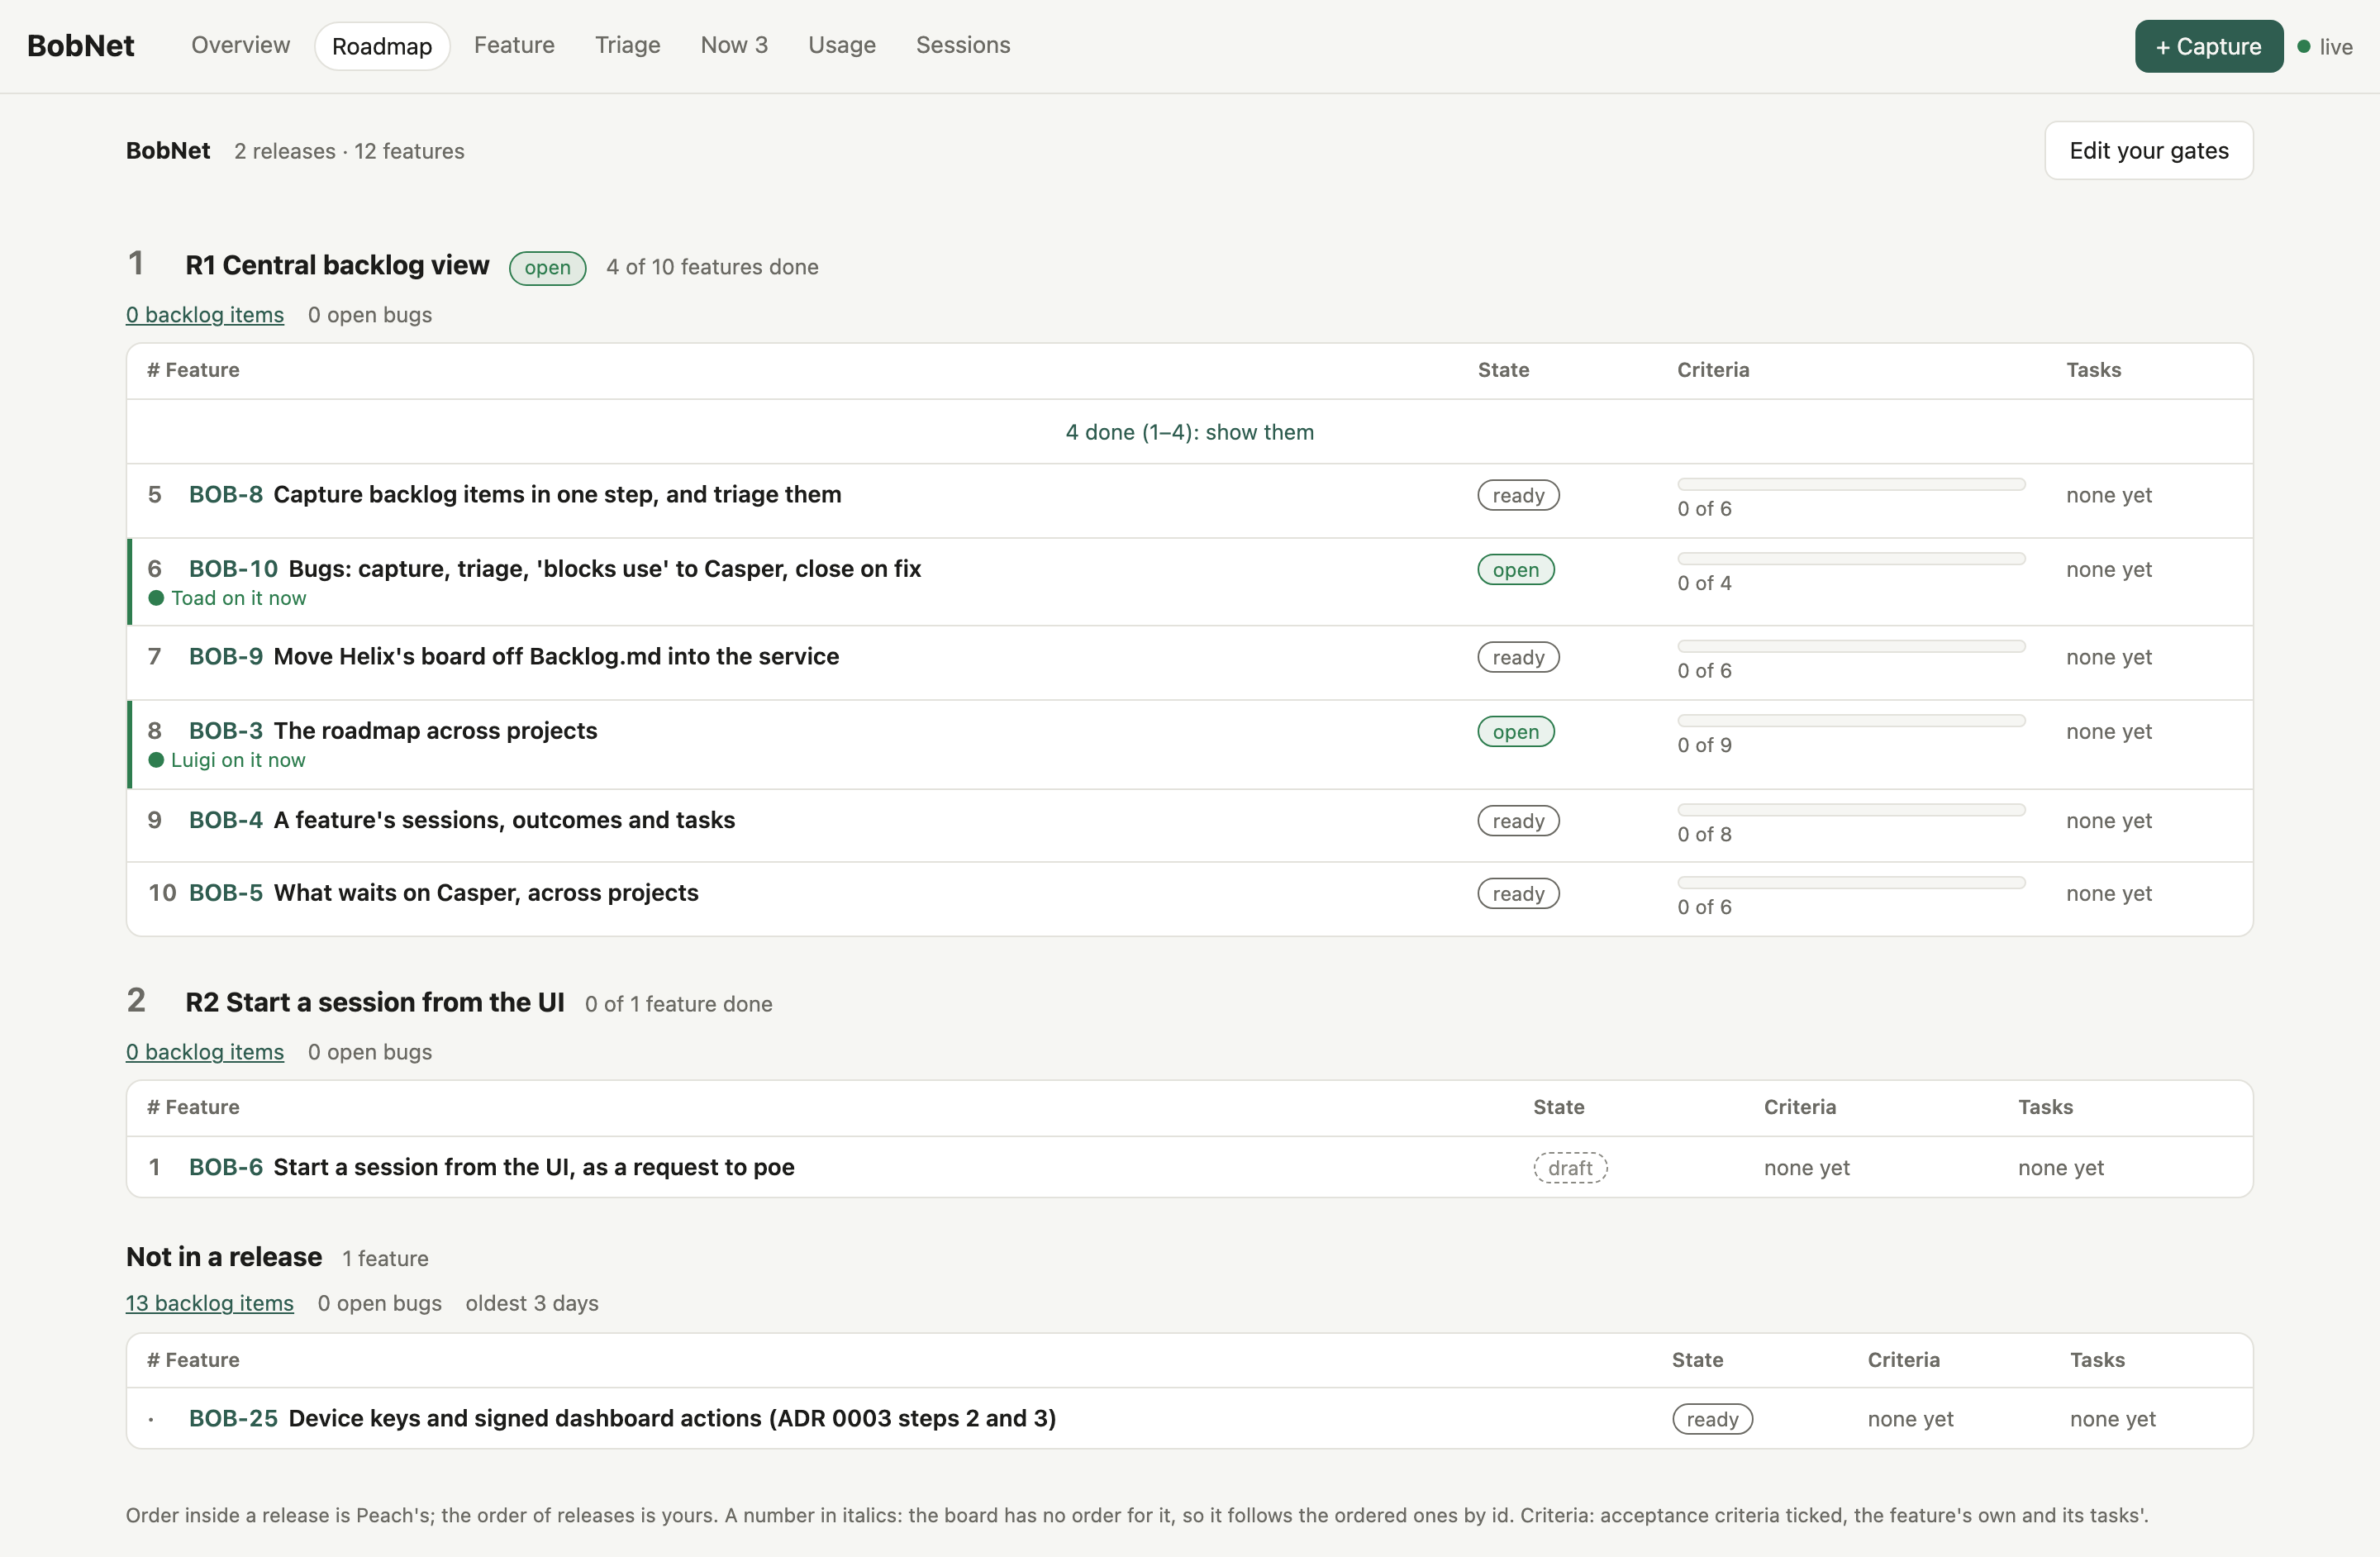 BobNet Overview Roadmap Feature Triage Now 3 Usage Sessions + Capture live
BobNet 2 releases · 12 features Edit your gates
1 R1 Central backlog view open 4 of 10 features done
0 backlog items 0 open bugs
# Feature State Criteria Tasks
4 done (1–4): show them
5 BOB-8 Capture backlog items in one step, and triage them ready 0 of 6 none yet
6 BOB-10 Bugs: capture, triage, 'blocks use' to Casper, close on fix open 0 of 4 none yet
Toad on it now
7 BOB-9 Move Helix's board off Backlog.md into the service ready 0 of 6 none yet
8 BOB-3 The roadmap across projects open 0 of 9 none yet
Luigi on it now
9 BOB-4 A feature's sessions, outcomes and tasks ready 0 of 8 none yet
10 BOB-5 What waits on Casper, across projects ready 0 of 6 none yet
2 R2 Start a session from the UI 0 of 1 feature done
0 backlog items 0 open bugs
# Feature State Criteria Tasks
1 BOB-6 Start a session from the UI, as a request to poe draft none yet none yet
Not in a release 1 feature
13 backlog items 0 open bugs oldest 3 days
# Feature State Criteria Tasks
· BOB-25 Device keys and signed dashboard actions (ADR 0003 steps 2 and 3) ready none yet none yet
Order inside a release is Peach's; the order of releases is yours. A number in italics: the board has no order for it, so it follows the ordered ones by id. Criteria: acceptance criteria ticked, the feature's own and its tasks'.